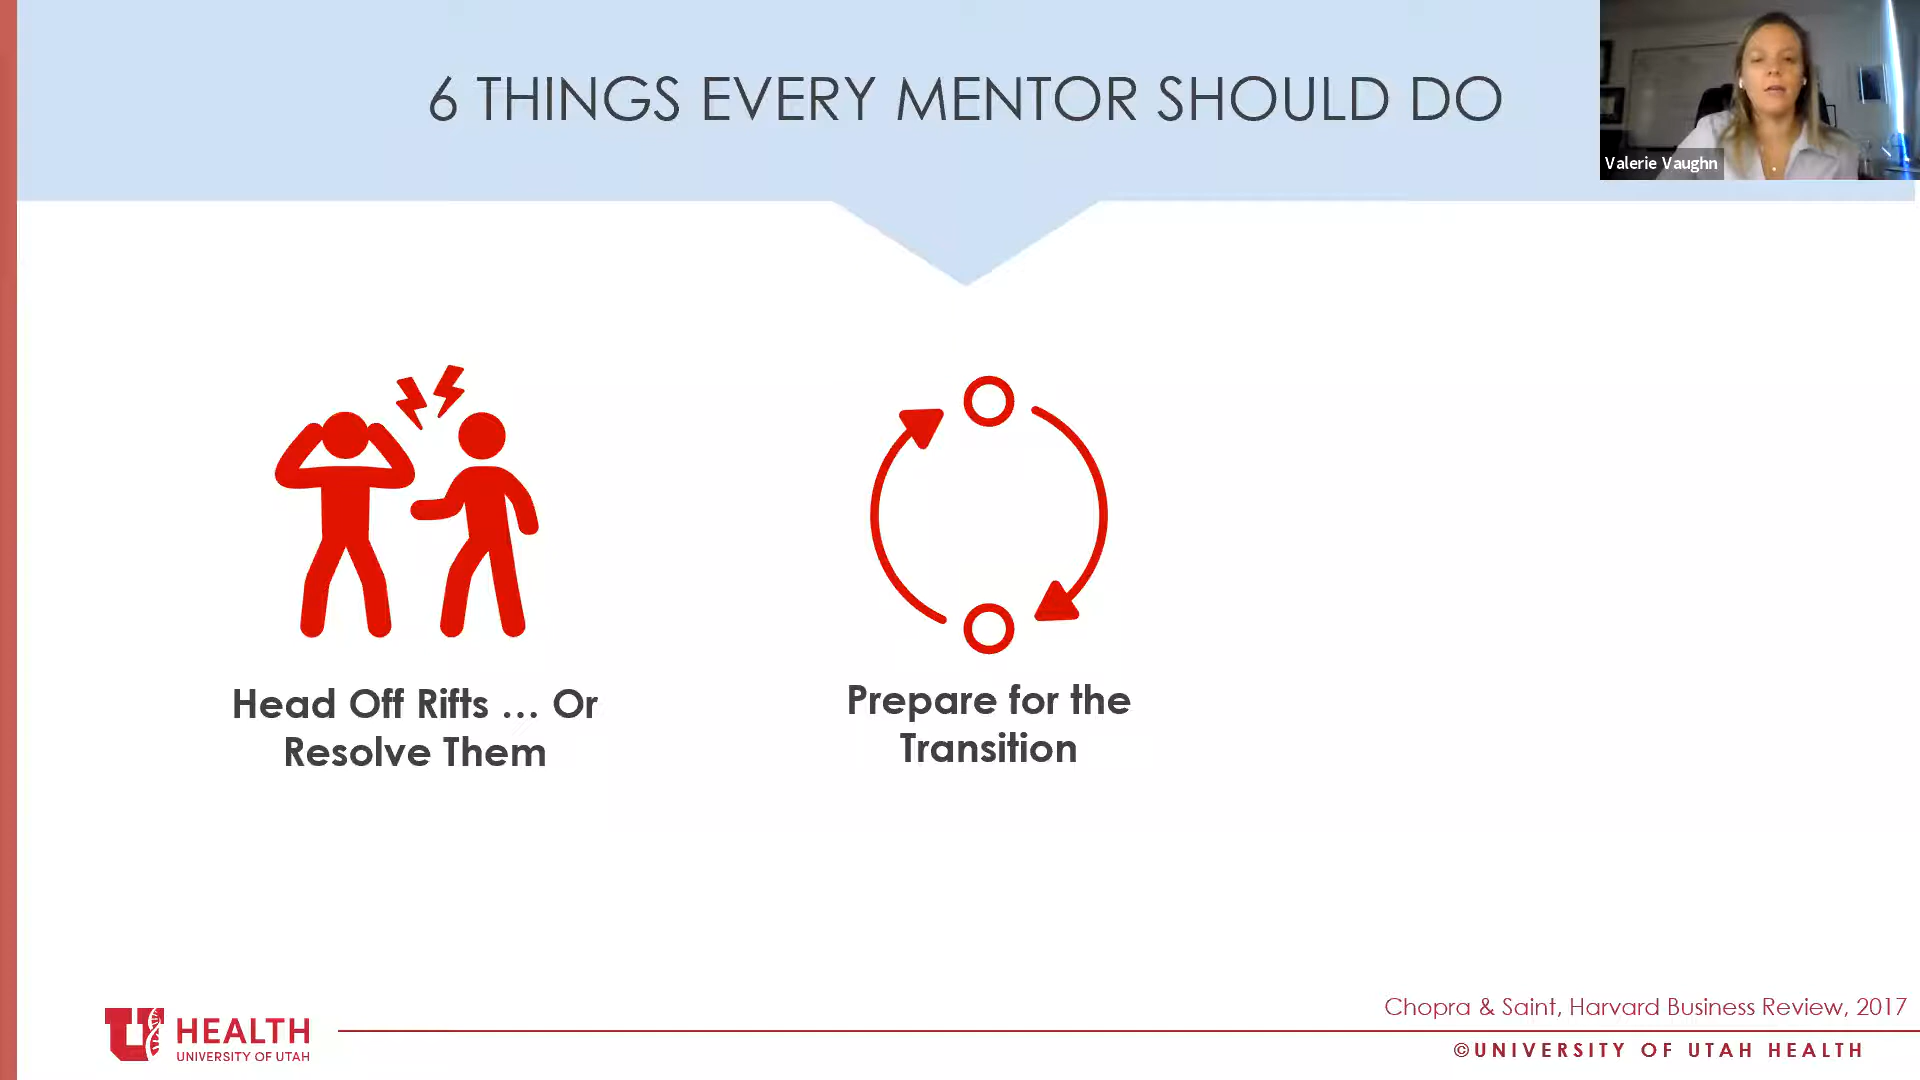 6 THINGS EVERY MENTOR SHOULD DO
Valerie Vaughn
Head Off Rifts … Or
Resolve Them
Prepare for the
Transition
Chopra & Saint, Harvard Business Review, 2017
U HEALTH
UNIVERSITY OF UTAH
©UNIVERSITY OF UTAH HEALTH